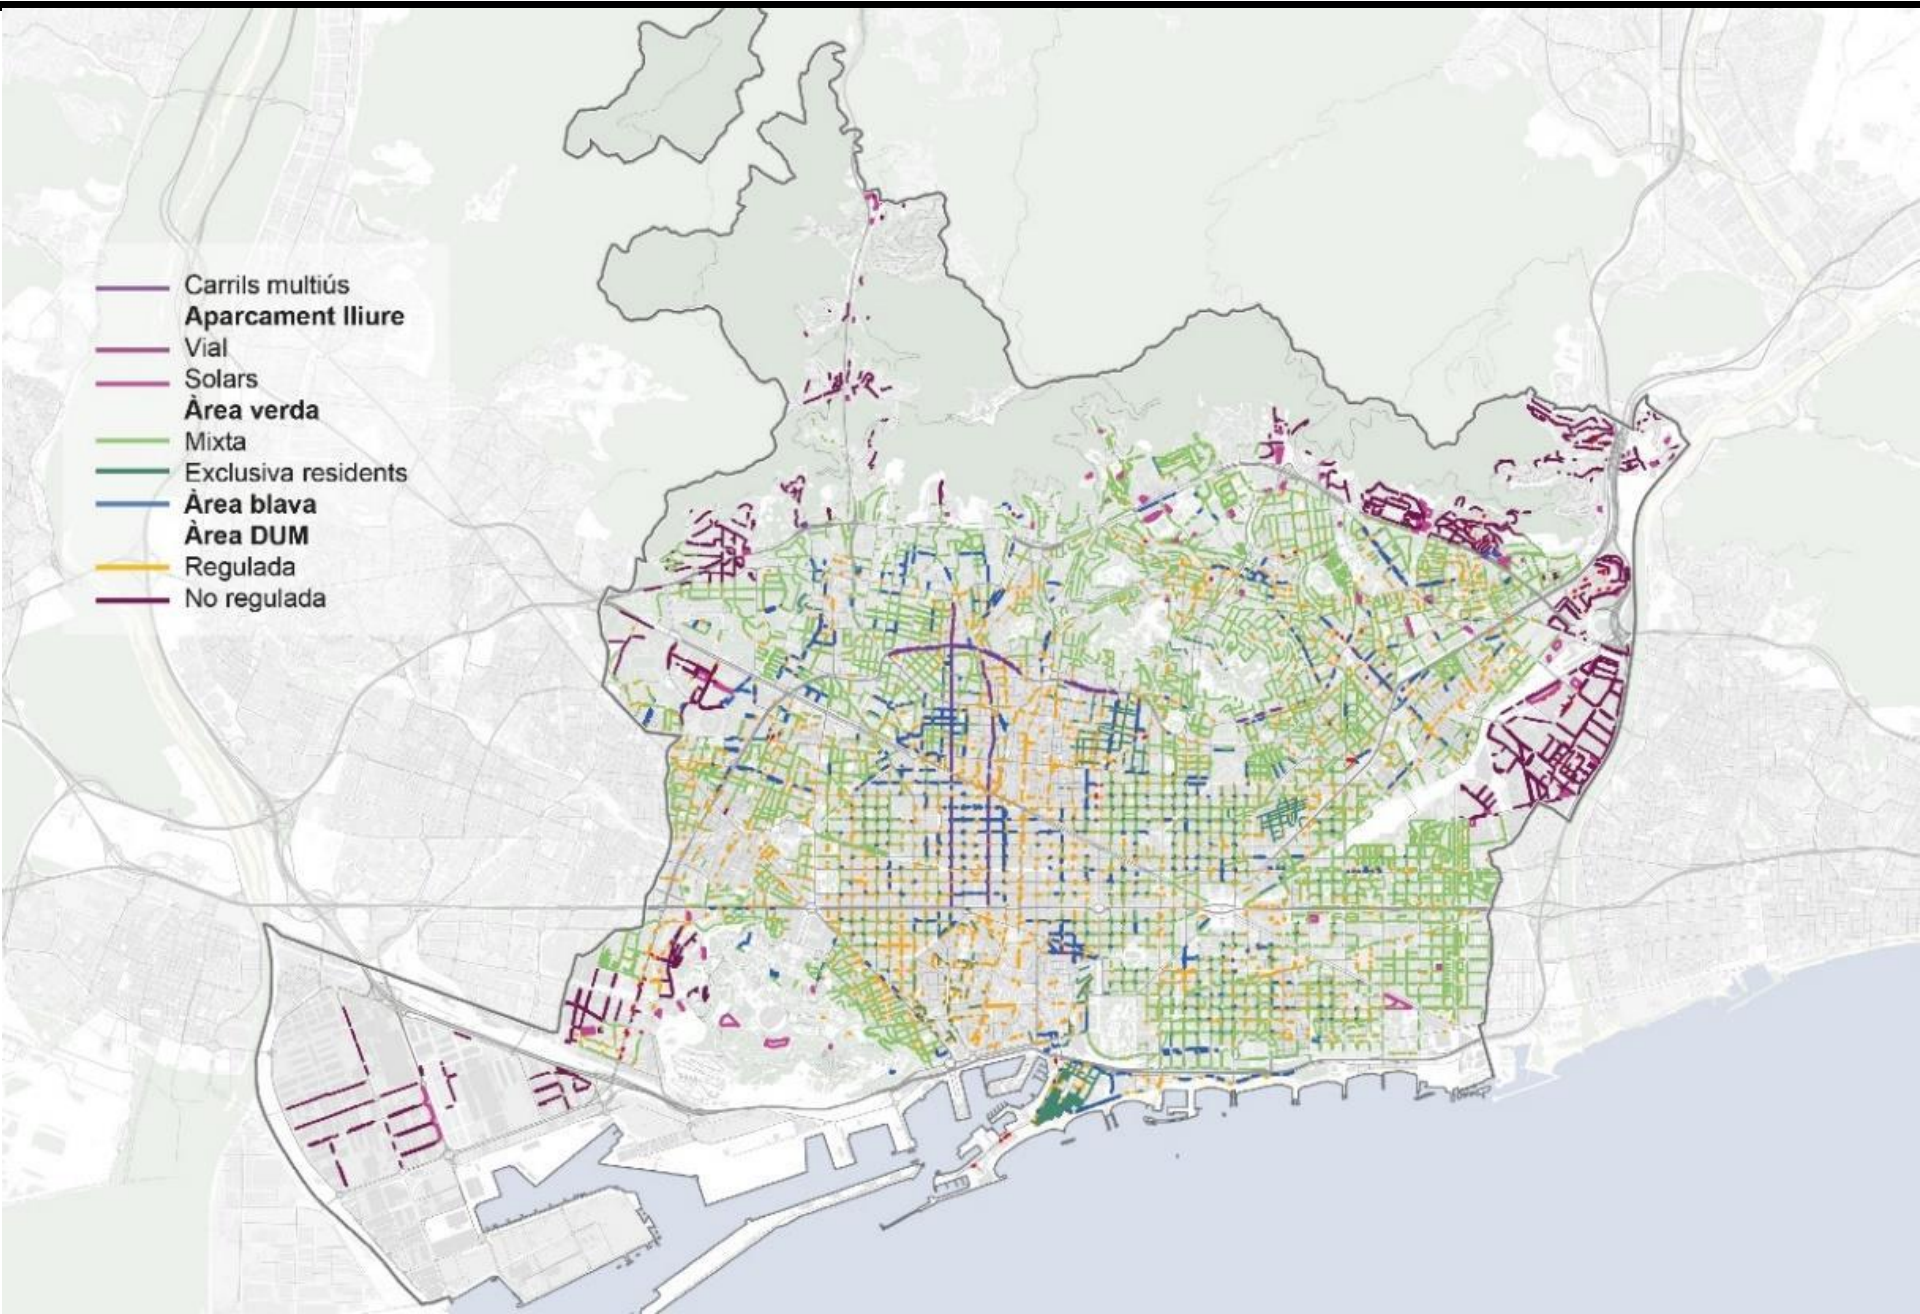 Carrils multiús
Aparcament lliure
Vial
Solars
Àrea verda
Mixta
Exclusiva residents
Àrea blava
Àrea DUM
Regulada
No regulada